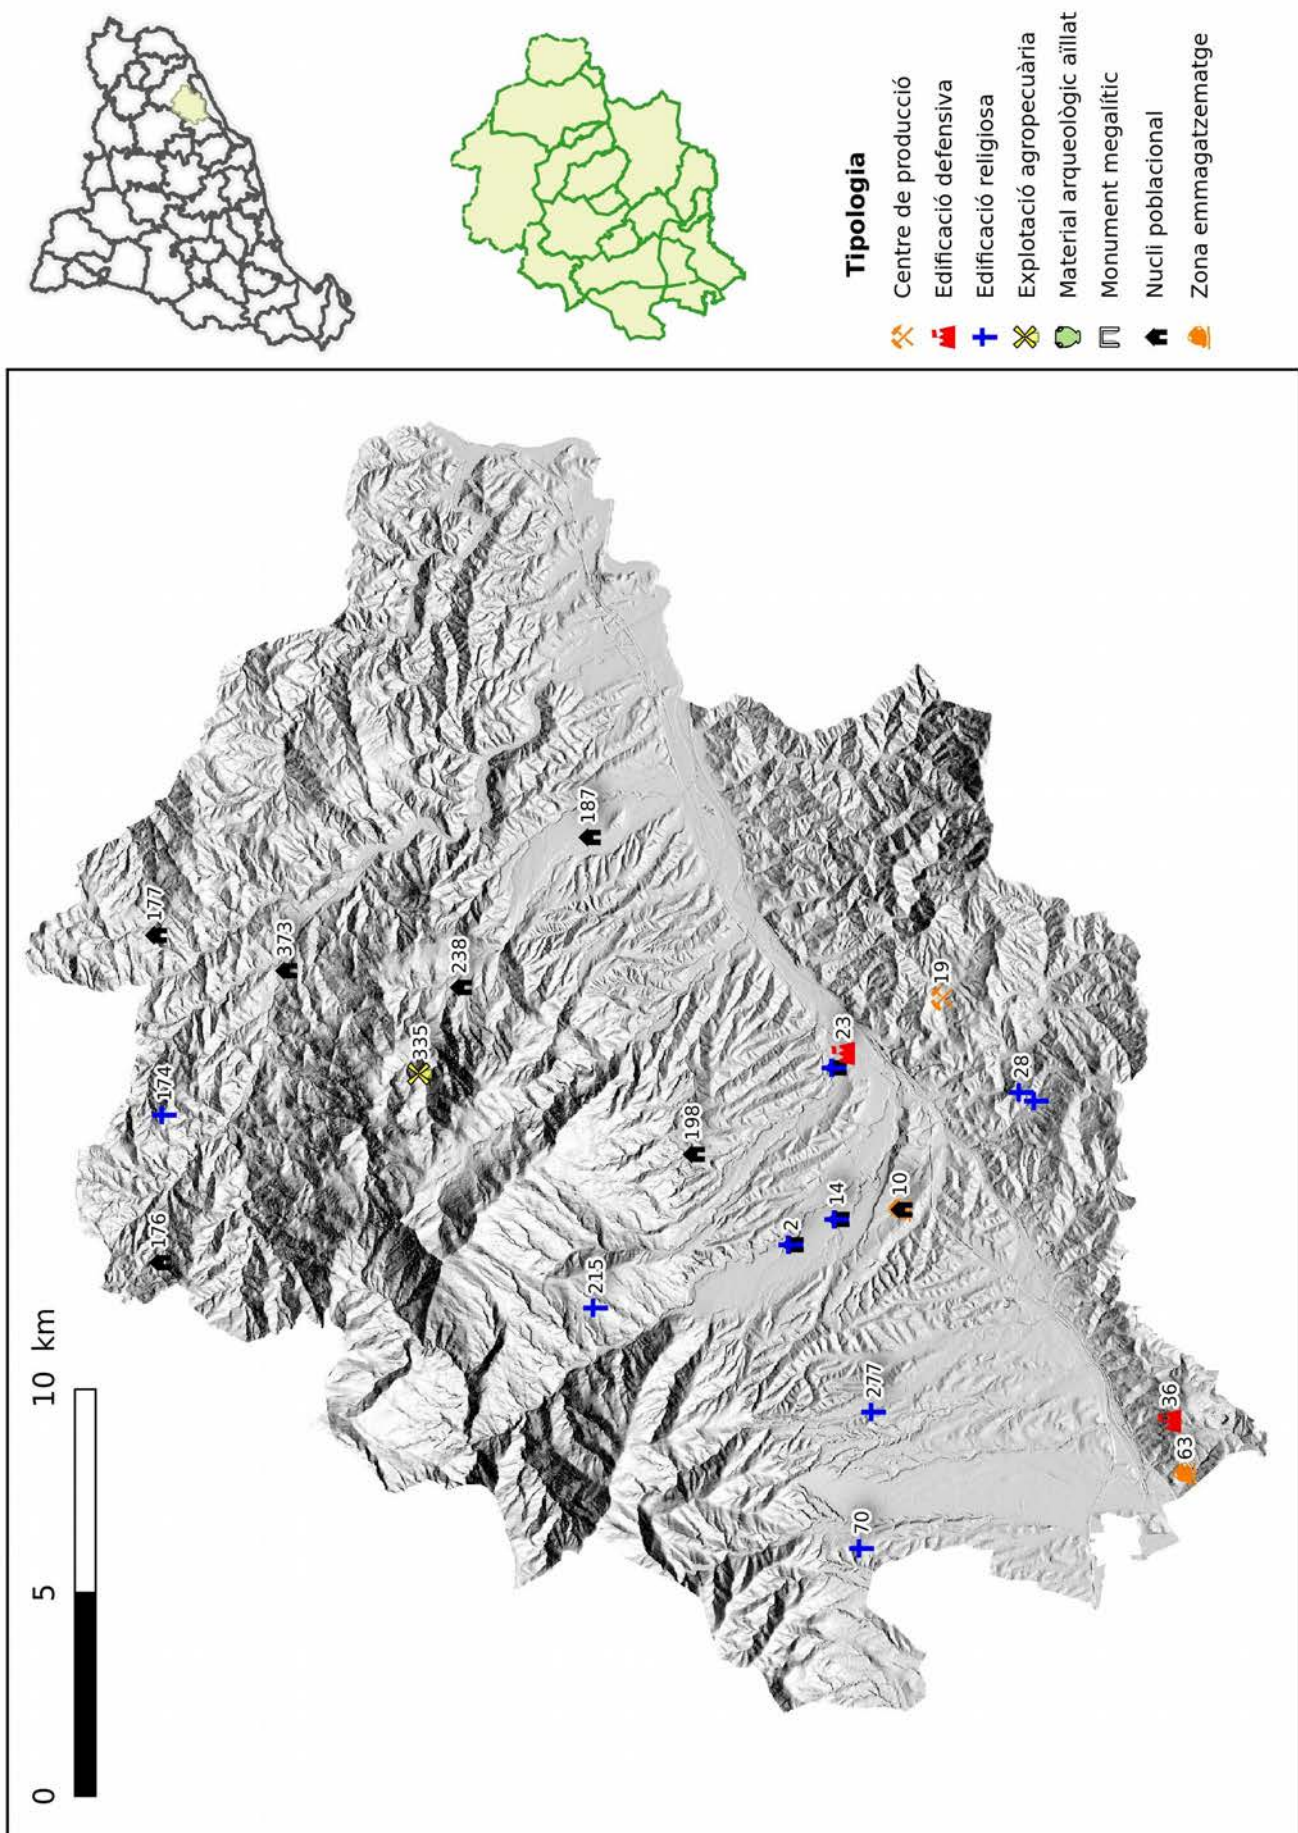 0 5 10 km
176
174
177
373
335
238
215
187
198
2
14
23
70
277
10
19
28
36
63
Tipologia
Centre de producció
Edificació defensiva
Edificació religiosa
Explotació agropecuària
Material arqueològic aïllat
Monument megalític
Nucli poblacional
Zona emmagatzematge